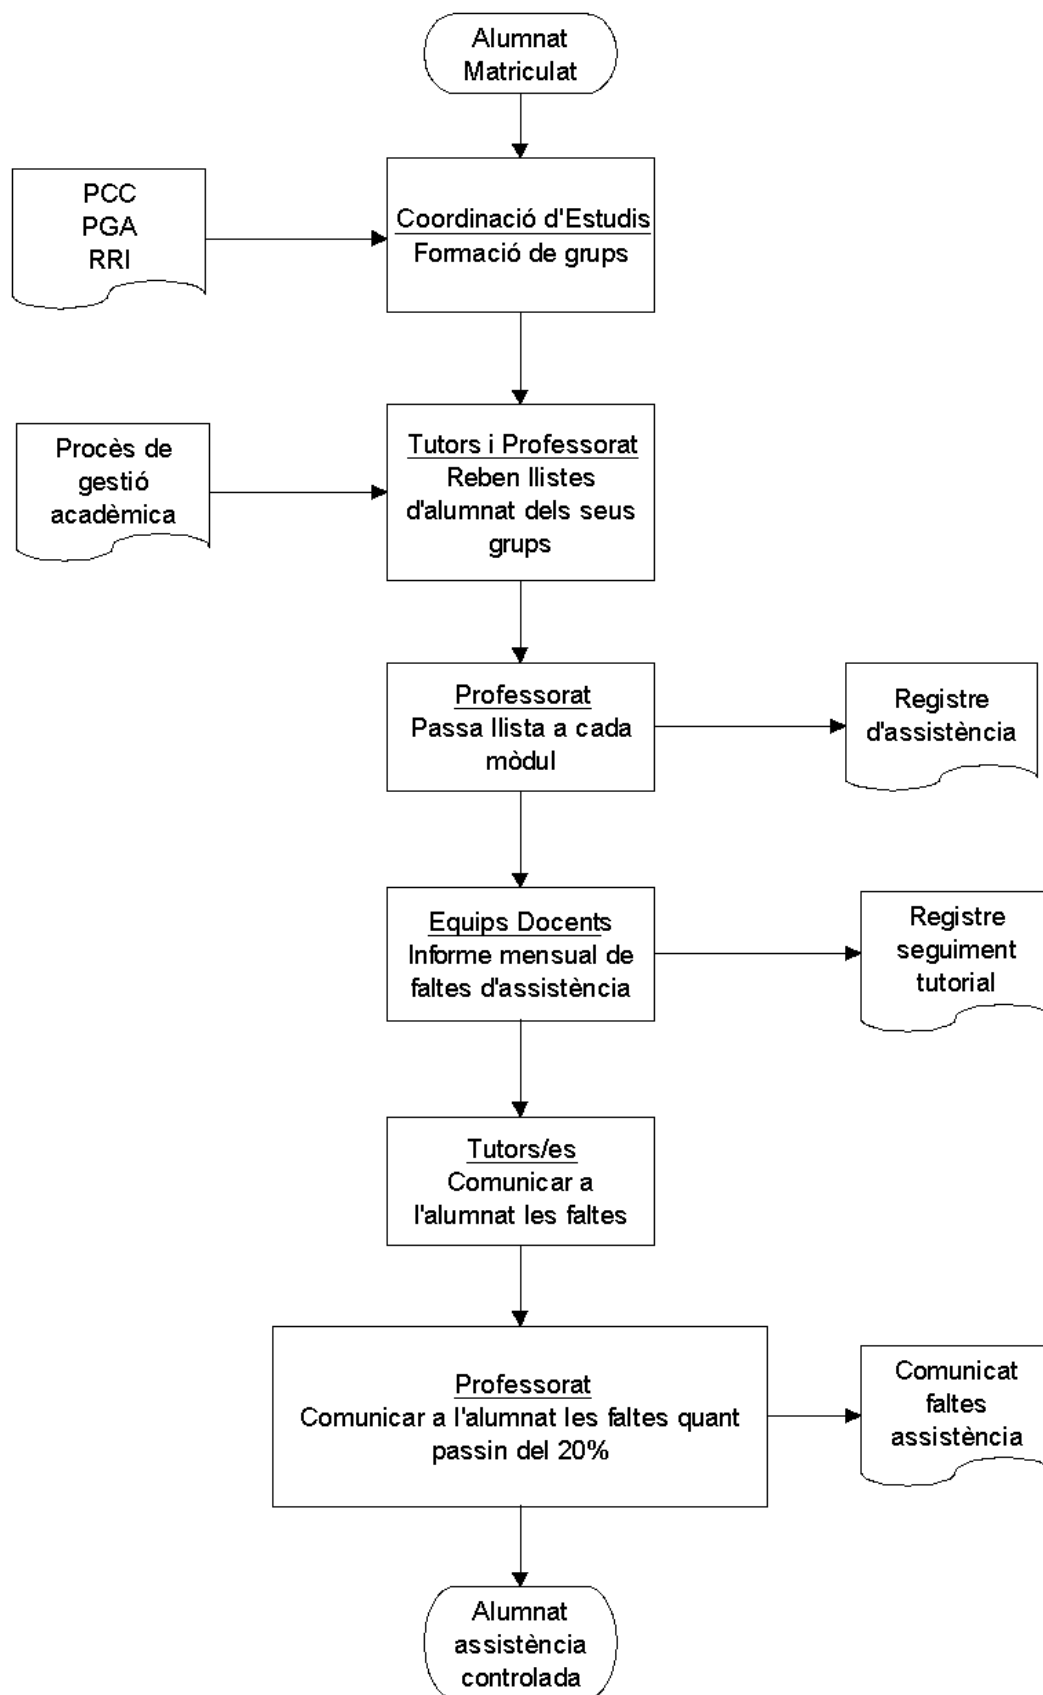 Alumnat
Matriculat
PCC
PGA
RRI
Coordinació d'Estudis
Formació de grups
Procès de
gestió
acadèmica
Tutors i Professorat
Reben llistes
d'alumnat dels seus
grups
Professorat
Passa llista a cada
mòdul
Registre
d'assistència
Equips Docents
Informe mensual de
faltes d'assistència
Registre
seguiment
tutorial
Tutors/es
Comunicar a
l'alumnat les faltes
Professorat
Comunicar a l'alumnat les faltes quant
passin del 20%
Comunicat
faltes
assistència
Alumnat
assistència
controlada